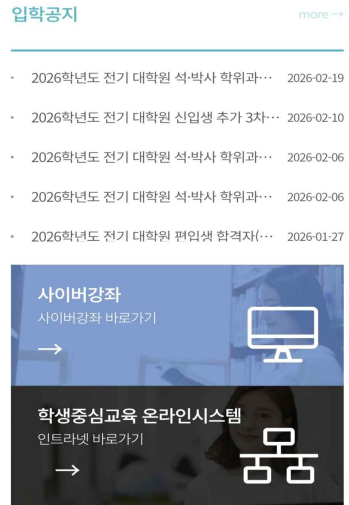 입학공지
more →
2026학년도 전기 대학원 석·박사 학위과··· 2026-02-19
2026학년도 전기 대학원 신입생 추가 3차··· 2026-02-10
2026학년도 전기 대학원 석·박사 학위과··· 2026-02-06
2026학년도 전기 대학원 석·박사 학위과··· 2026-02-06
2026학년도 전기 대학원 편입생 합격자(··· 2026-01-27
사이버강좌
사이버강좌 바로가기
→
학생중심교육 온라인시스템
인트라넷 바로가기
→